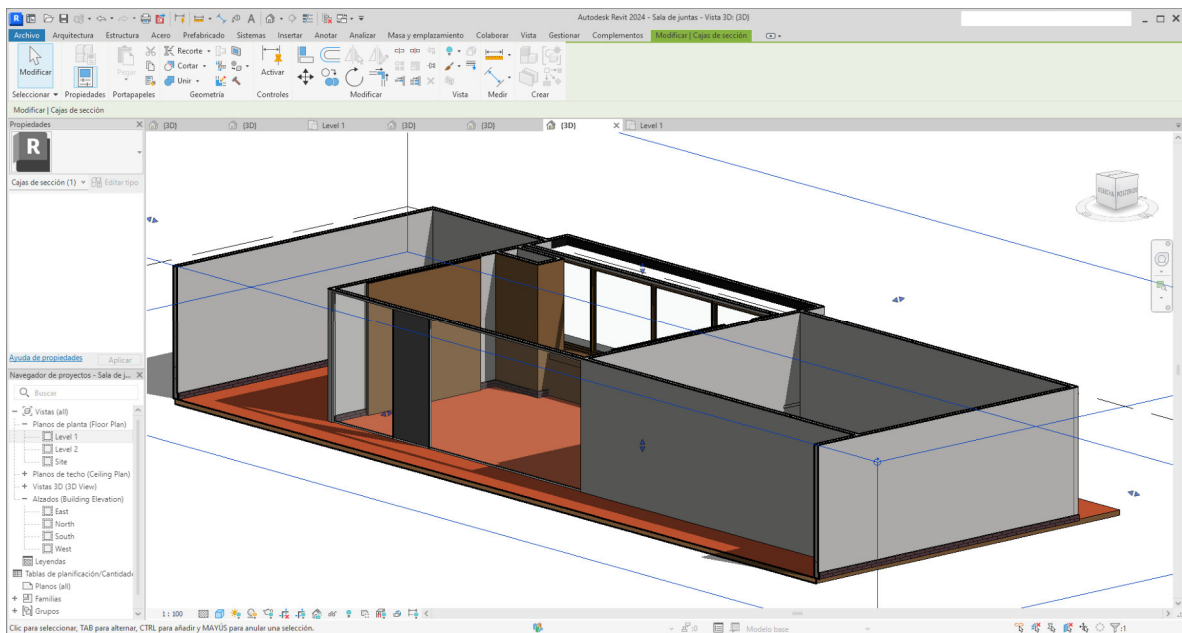 Autodesk Revit 2024 - Sala de juntas - Vista 3D: {3D}
Archivo Arquitectura Estructura Acero Prefabricado Sistemas Insertar Anotar Analizar Masa y emplazamiento Colaborar Vista Gestionar Complementos Modificar | Cajas de sección
Modificar Pegar Recorte Cortar Unir Activar
Seleccionar Propiedades Portapapeles Geometría Controles Modificar Vista Medir Crear
Modificar | Cajas de sección
Propiedades {3D} {3D} Level 1 {3D} {3D} {3D} Level 1
R
Cajas de sección (1) Editar tipo
DERECHA POSTERIOR
Ayuda de propiedades Aplicar
Navegador de proyectos - Sala de j...
Buscar
Vistas (all)
Planos de planta (Floor Plan)
Level 1
Level 2
Site
Planos de techo (Ceiling Plan)
Vistas 3D (3D View)
Alzados (Building Elevation)
East
North
South
West
Leyendas
Tablas de planificación/Cantidad
Planos (all)
Familias
Grupos
1 : 100
Clic para seleccionar, TAB para alternar, CTRL para añadir y MAYÚS para anular una selección. :0 Modelo base :1